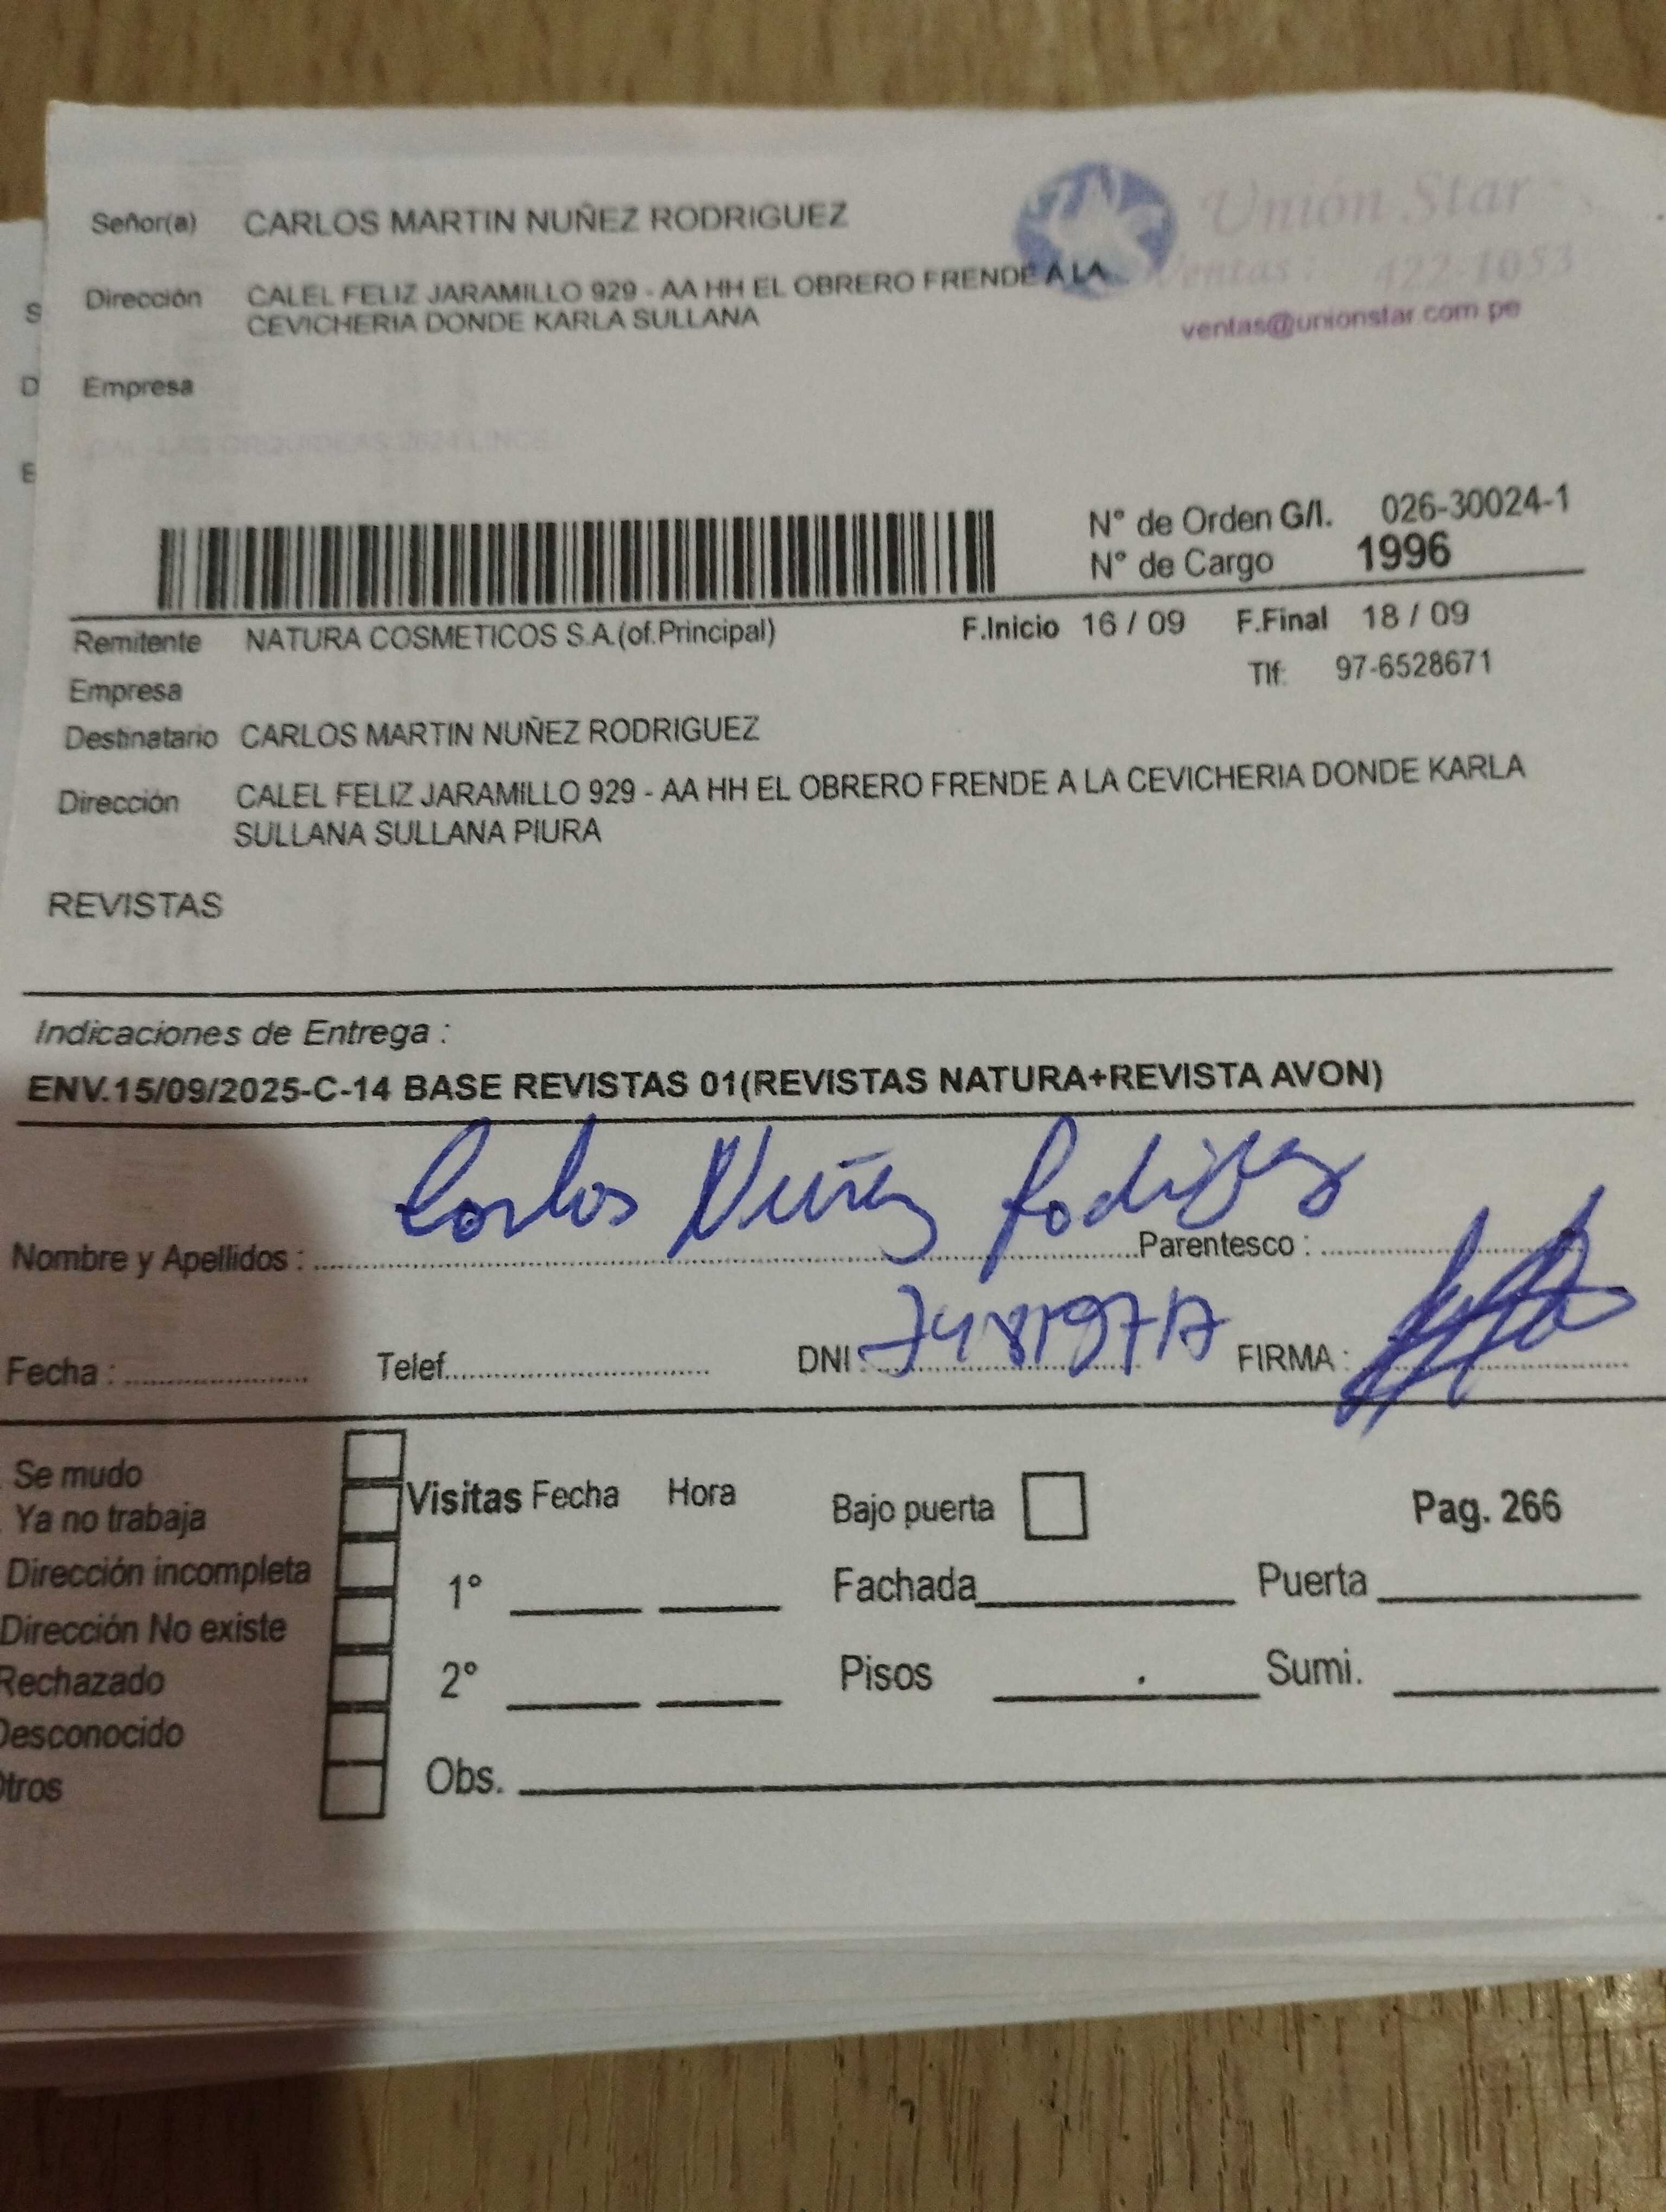 Señor(a) CARLOS MARTIN NUÑEZ RODRIGUEZ
Unión Star
Dirección CALEL FELIZ JARAMILLO 929 - AA HH EL OBRERO FRENDE A LA
CEVICHERIA DONDE KARLA SULLANA
Ventas: 422 1053
ventas@unionstar.com.pe
Empresa
N° de Orden G/I. 026-30024-1
N° de Cargo 1996
Remitente NATURA COSMETICOS S.A.(of.Principal) F.Inicio 16 / 09 F.Final 18 / 09
Empresa Tlf: 97-6528671
Destinatario CARLOS MARTIN NUÑEZ RODRIGUEZ
Dirección CALEL FELIZ JARAMILLO 929 - AA HH EL OBRERO FRENDE A LA CEVICHERIA DONDE KARLA
SULLANA SULLANA PIURA
REVISTAS
Indicaciones de Entrega :
ENV.15/09/2025-C-14 BASE REVISTAS 01(REVISTAS NATURA+REVISTA AVON)
Nombre y Apellidos : Carlos Nuñez Rodriguez Parentesco :
Fecha : Telef. DNI : FIRMA :
Se mudo
Ya no trabaja
Dirección incompleta
Dirección No existe
Rechazado
Desconocido
Otros
Visitas Fecha Hora
1°
2°
Obs.
Bajo puerta Pag. 266
Fachada Puerta
Pisos Sumi.